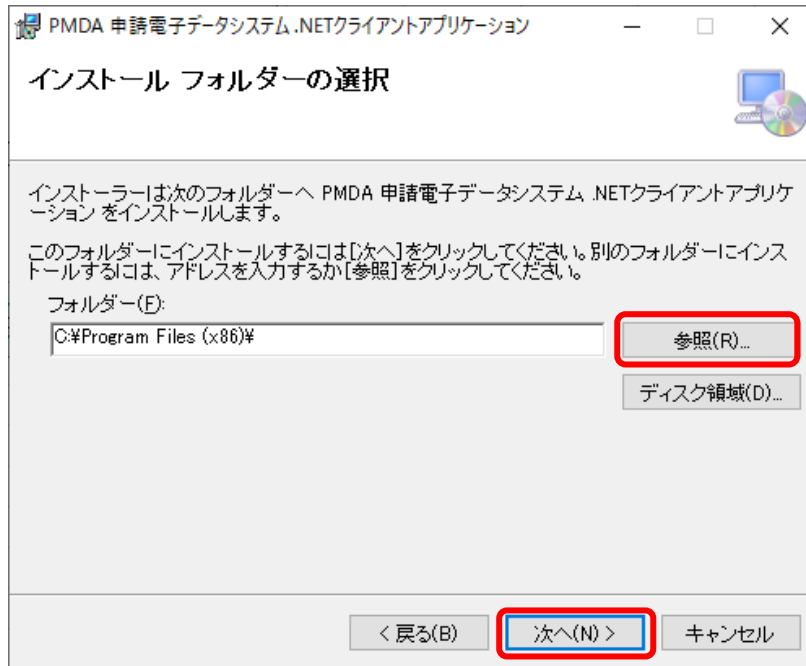 PMDA 申請電子データシステム.NETクライアントアプリケーション
インストール フォルダーの選択
インストーラーは次のフォルダーへ PMDA 申請電子データシステム .NETクライアントアプリケ
ーション をインストールします。
このフォルダーにインストールするには[次へ]をクリックしてください。別のフォルダーにインス
トールするには、アドレスを入力するか[参照]をクリックしてください。
フォルダー(F):
C:¥Program Files (x86)¥
参照(R)...
ディスク領域(D)...
< 戻る(B)
次へ(N) >
キャンセル